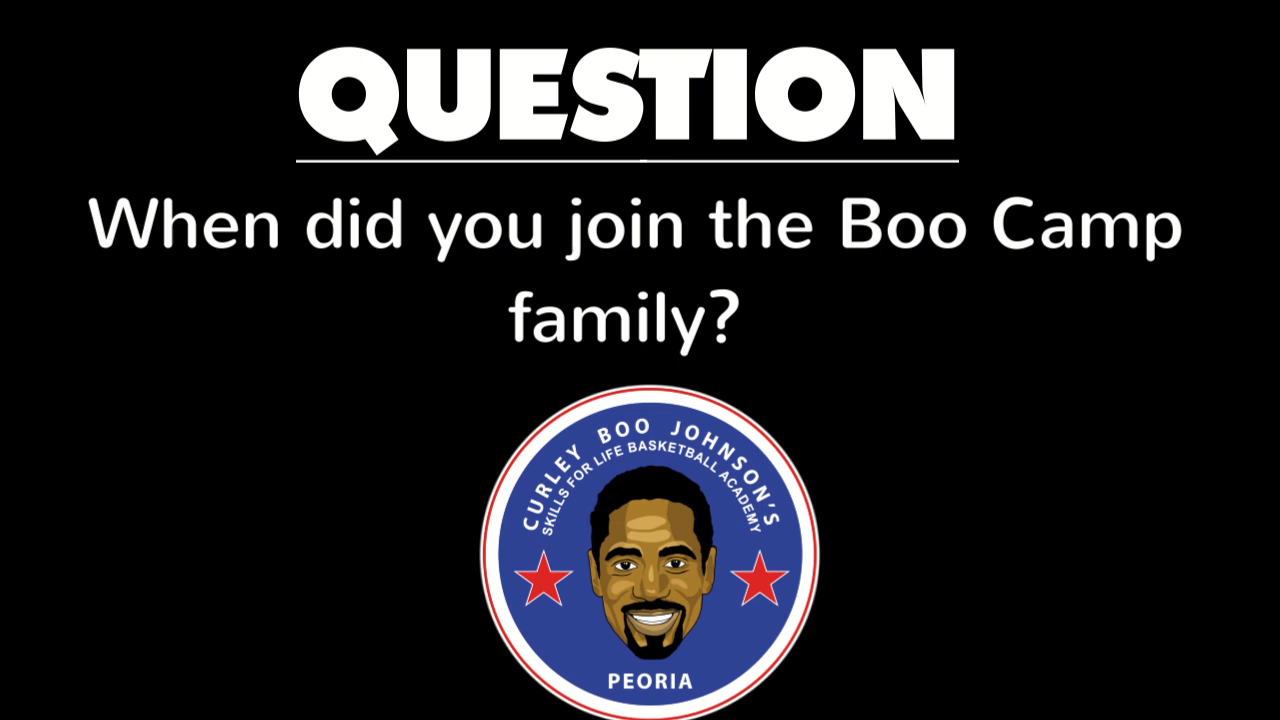 QUESTION
When did you join the Boo Camp
family?
CURLEY BOO JOHNSON'S
SKILLS FOR LIFE BASKETBALL ACADEMY
PEORIA